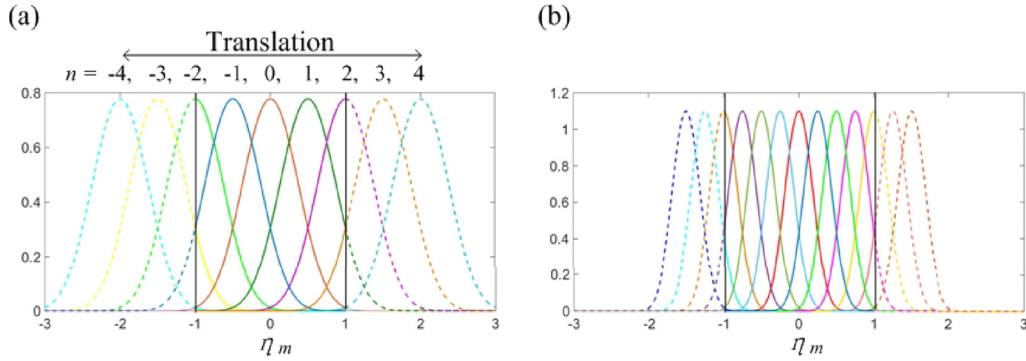 (a)
Translation
n = -4, -3, -2, -1, 0, 1, 2, 3, 4
0.8
0.6
0.4
0.2
0
-3 -2 -1 0 1 2 3
η m
(b)
1.2
1
0.8
0.6
0.4
0.2
0
-3 -2 -1 0 1 2 3
η m